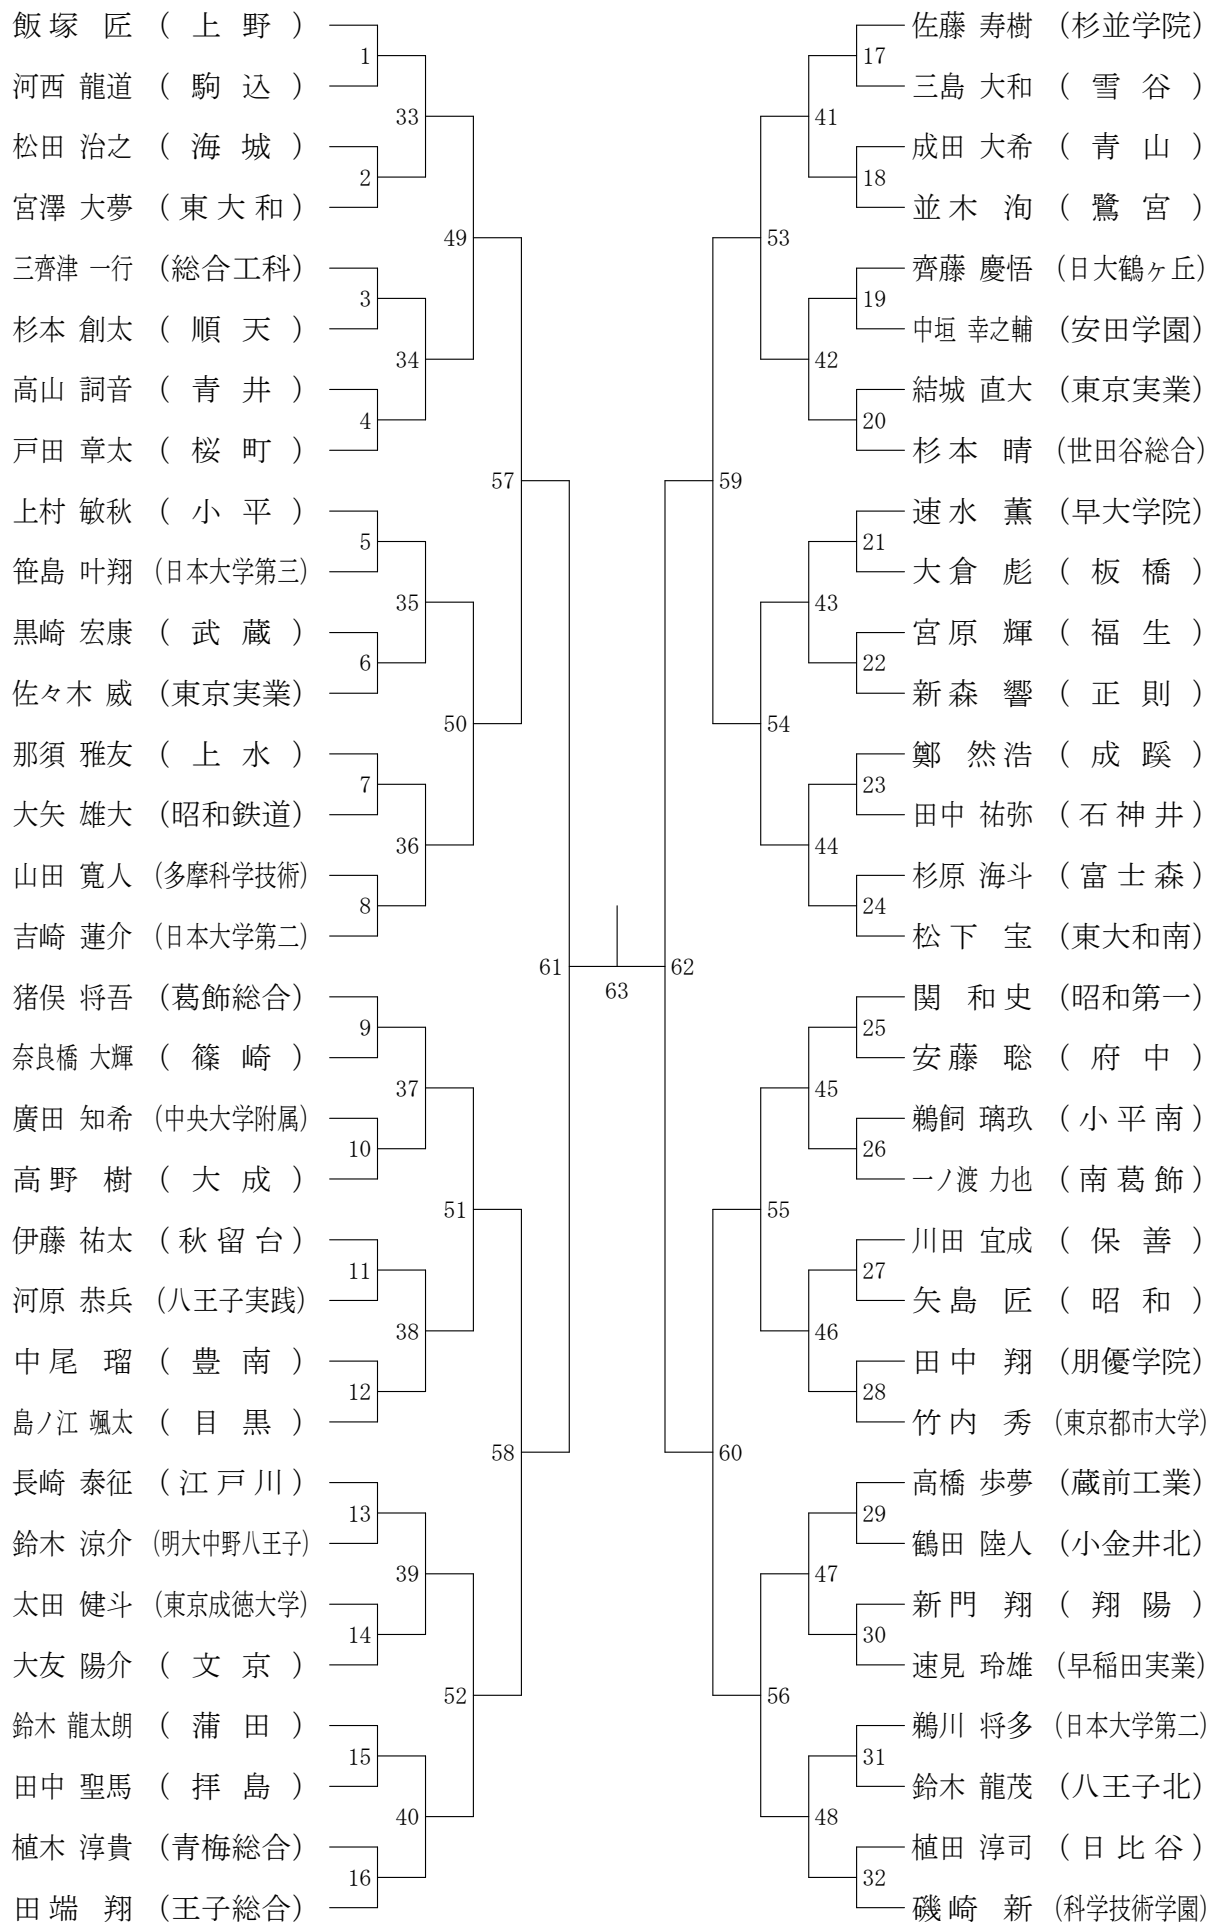 飯塚 匠 (上野)
1
河西 龍道 (駒込)
33
松田 治之 (海城)
2
宮澤 大夢 (東大和)
49
三齊津 一行 (総合工科)
3
杉本 創太 (順天)
34
高山 詞音 (青井)
4
戸田 章太 (桜町)
57
上村 敏秋 (小平)
5
笹島 叶翔 (日本大学第三)
35
黒崎 宏康 (武蔵)
6
佐々木 威 (東京実業)
50
那須 雅友 (上水)
7
大矢 雄大 (昭和鉄道)
36
山田 寛人 (多摩科学技術)
8
吉崎 蓮介 (日本大学第二)
61
猪俣 将吾 (葛飾総合)
9
奈良橋 大輝 (篠崎)
37
廣田 知希 (中央大学附属)
10
高野 樹 (大成)
51
伊藤 祐太 (秋留台)
11
河原 恭兵 (八王子実践)
38
中尾 瑠 (豊南)
12
島ノ江 颯太 (目黒)
58
長崎 泰征 (江戸川)
13
鈴木 涼介 (明大中野八王子)
39
太田 健斗 (東京成徳大学)
14
大友 陽介 (文京)
52
鈴木 龍太朗 (蒲田)
15
田中 聖馬 (拝島)
40
植木 淳貴 (青梅総合)
16
田端 翔 (王子総合)
63
佐藤 寿樹 (杉並学院)
17
三島 大和 (雪谷)
41
成田 大希 (青山)
18
並木 洵 (鷺宮)
53
齊藤 慶悟 (日大鶴ヶ丘)
19
中垣 幸之輔 (安田学園)
42
結城 直大 (東京実業)
20
杉本 晴 (世田谷総合)
59
速水 薫 (早大学院)
21
大倉 彪 (板橋)
43
宮原 輝 (福生)
22
新森 響 (正則)
54
鄭 然浩 (成蹊)
23
田中 祐弥 (石神井)
44
杉原 海斗 (富士森)
24
松下 宝 (東大和南)
62
関 和史 (昭和第一)
25
安藤 聡 (府中)
45
鵜飼 璃玖 (小平南)
26
一ノ渡 力也 (南葛飾)
55
川田 宜成 (保善)
27
矢島 匠 (昭和)
46
田中 翔 (朋優学院)
28
竹内 秀 (東京都市大学)
60
高橋 歩夢 (蔵前工業)
29
鶴田 陸人 (小金井北)
47
新門 翔 (翔陽)
30
速見 玲雄 (早稲田実業)
56
鵜川 将多 (日本大学第二)
31
鈴木 龍茂 (八王子北)
48
植田 淳司 (日比谷)
32
磯崎 新 (科学技術学園)